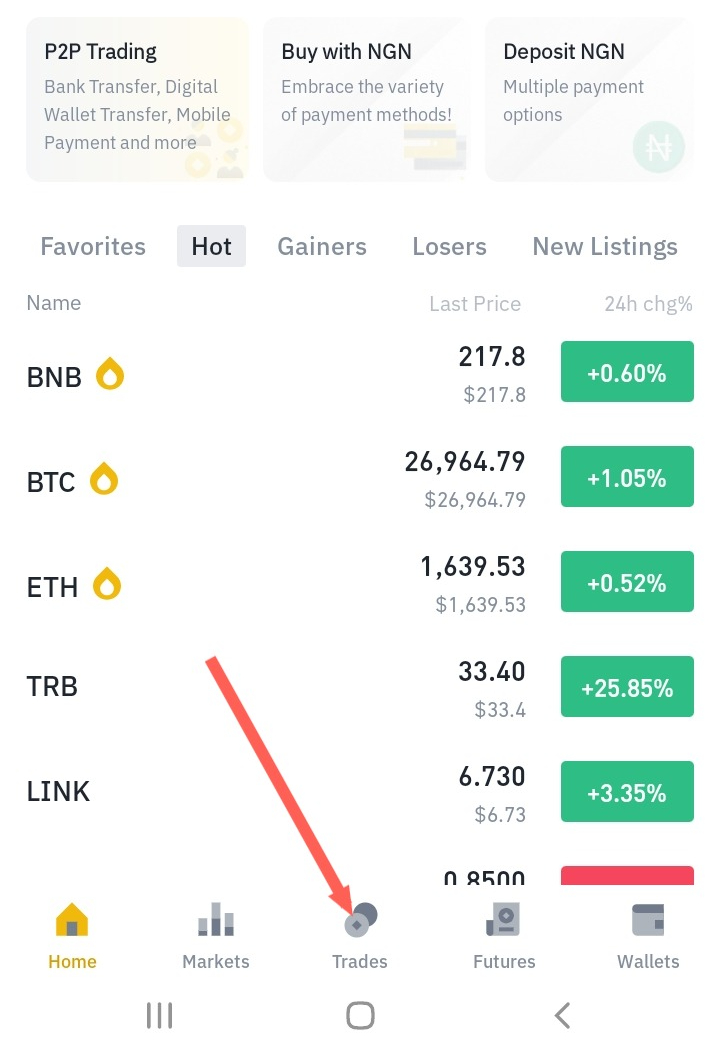 P2P Trading
Bank Transfer, Digital
Wallet Transfer, Mobile
Payment and more
Buy with NGN
Embrace the variety
of payment methods!
Deposit NGN
Multiple payment
options
Favorites Hot Gainers Losers New Listings
Name Last Price 24h chg%
BNB 217.8 +0.60%
$217.8
BTC 26,964.79 +1.05%
$26,964.79
ETH 1,639.53 +0.52%
$1,639.53
TRB 33.40 +25.85%
$33.4
LINK 6.730 +3.35%
$6.73
0.8500
Home Markets Trades Futures Wallets